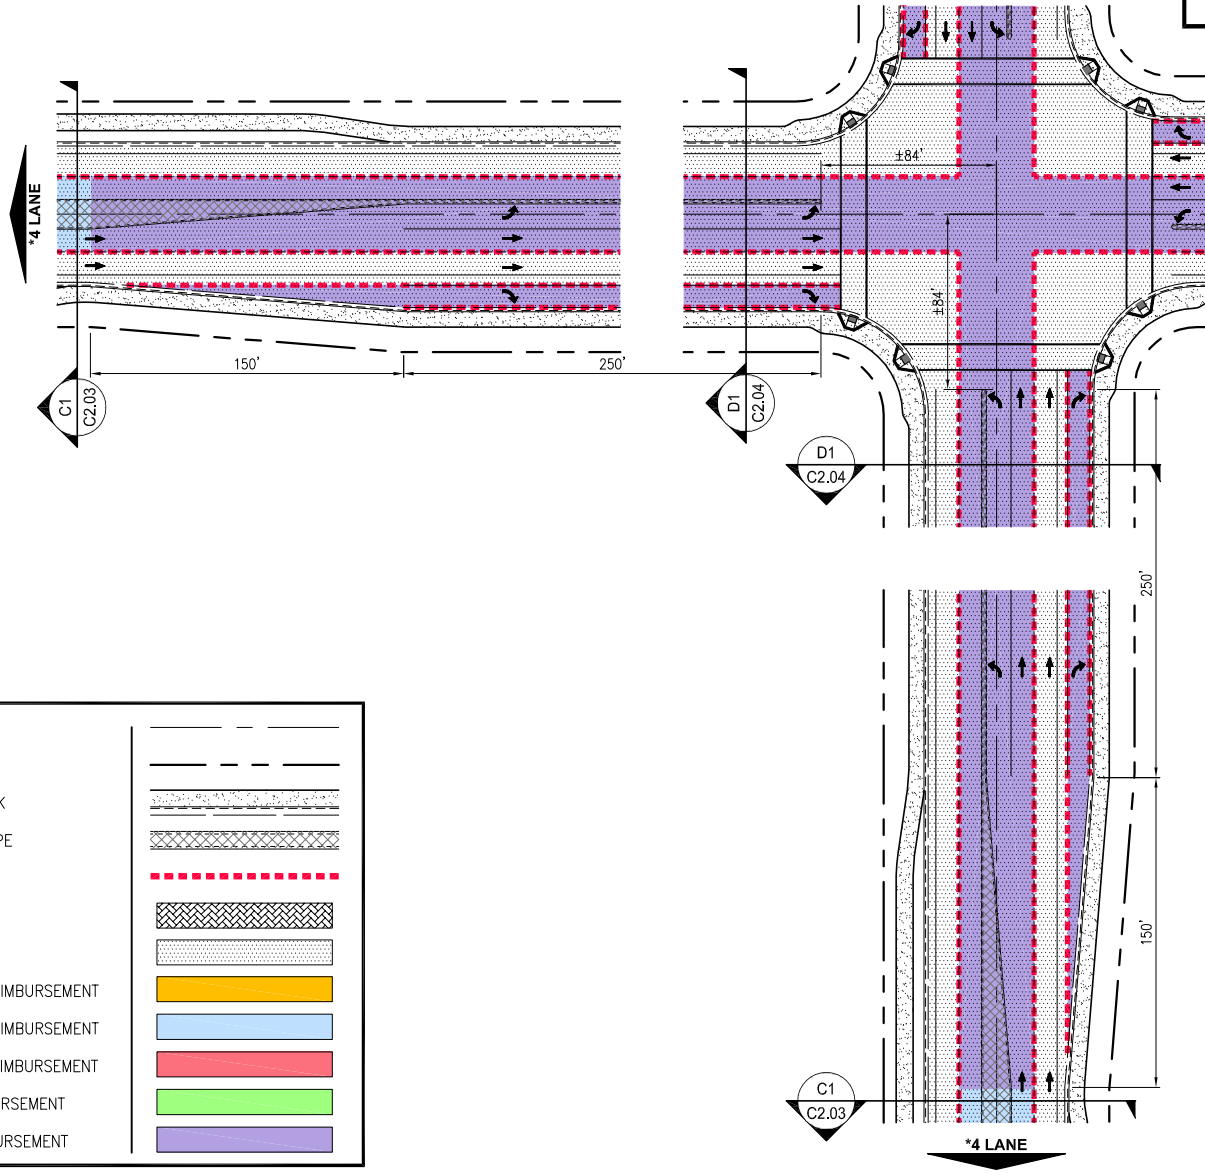 ±84'
*4 LANE
±84'
150'
250'
C1
C2.03
D1
C2.04
D1
C2.04
250'
K
PE
IMBURSEMENT
IMBURSEMENT
IMBURSEMENT
RSEMENT
URSEMENT
150'
C1
C2.03
*4 LANE